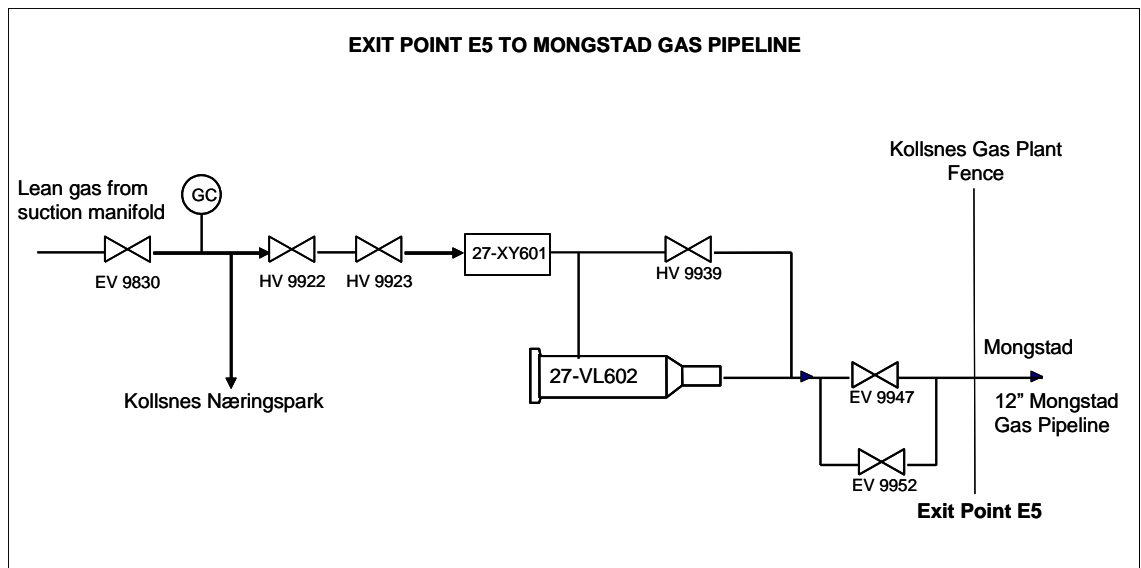 EXIT POINT E5 TO MONGSTAD GAS PIPELINE
Kollsnes Gas Plant
Fence
Lean gas from
suction manifold
GC
EV 9830
HV 9922
HV 9923
27-XY601
HV 9939
Kollsnes Næringspark
27-VL602
Mongstad
EV 9947
12” Mongstad
Gas Pipeline
EV 9952
Exit Point E5